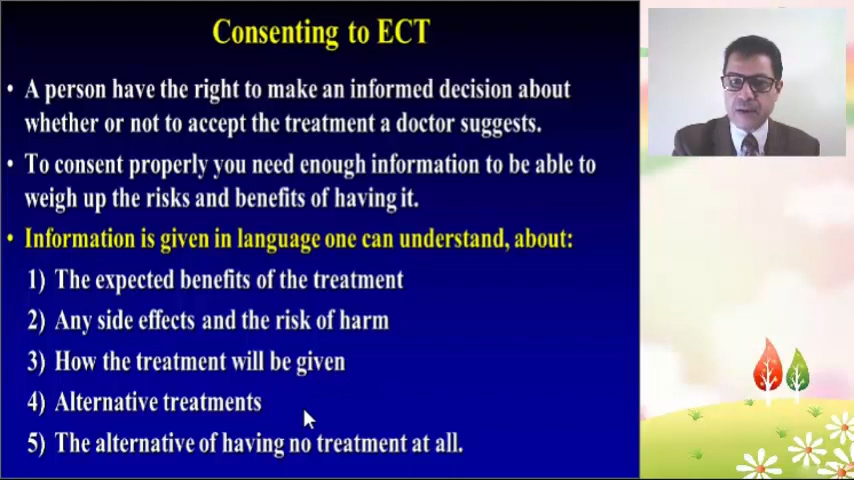 Consenting to ECT
• A person have the right to make an informed decision about
whether or not to accept the treatment a doctor suggests.
• To consent properly you need enough information to be able to
weigh up the risks and benefits of having it.
• Information is given in language one can understand, about:
1) The expected benefits of the treatment
2) Any side effects and the risk of harm
3) How the treatment will be given
4) Alternative treatments
5) The alternative of having no treatment at all.